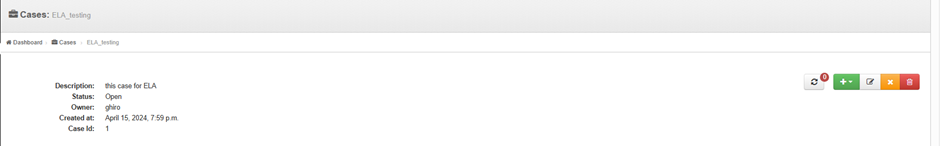 Cases: ELA_testing
Dashboard Cases ELA_testing
0
Description: this case for ELA
Status: Open
Owner: ghiro
Created at: April 15, 2024, 7:59 p.m.
Case Id: 1